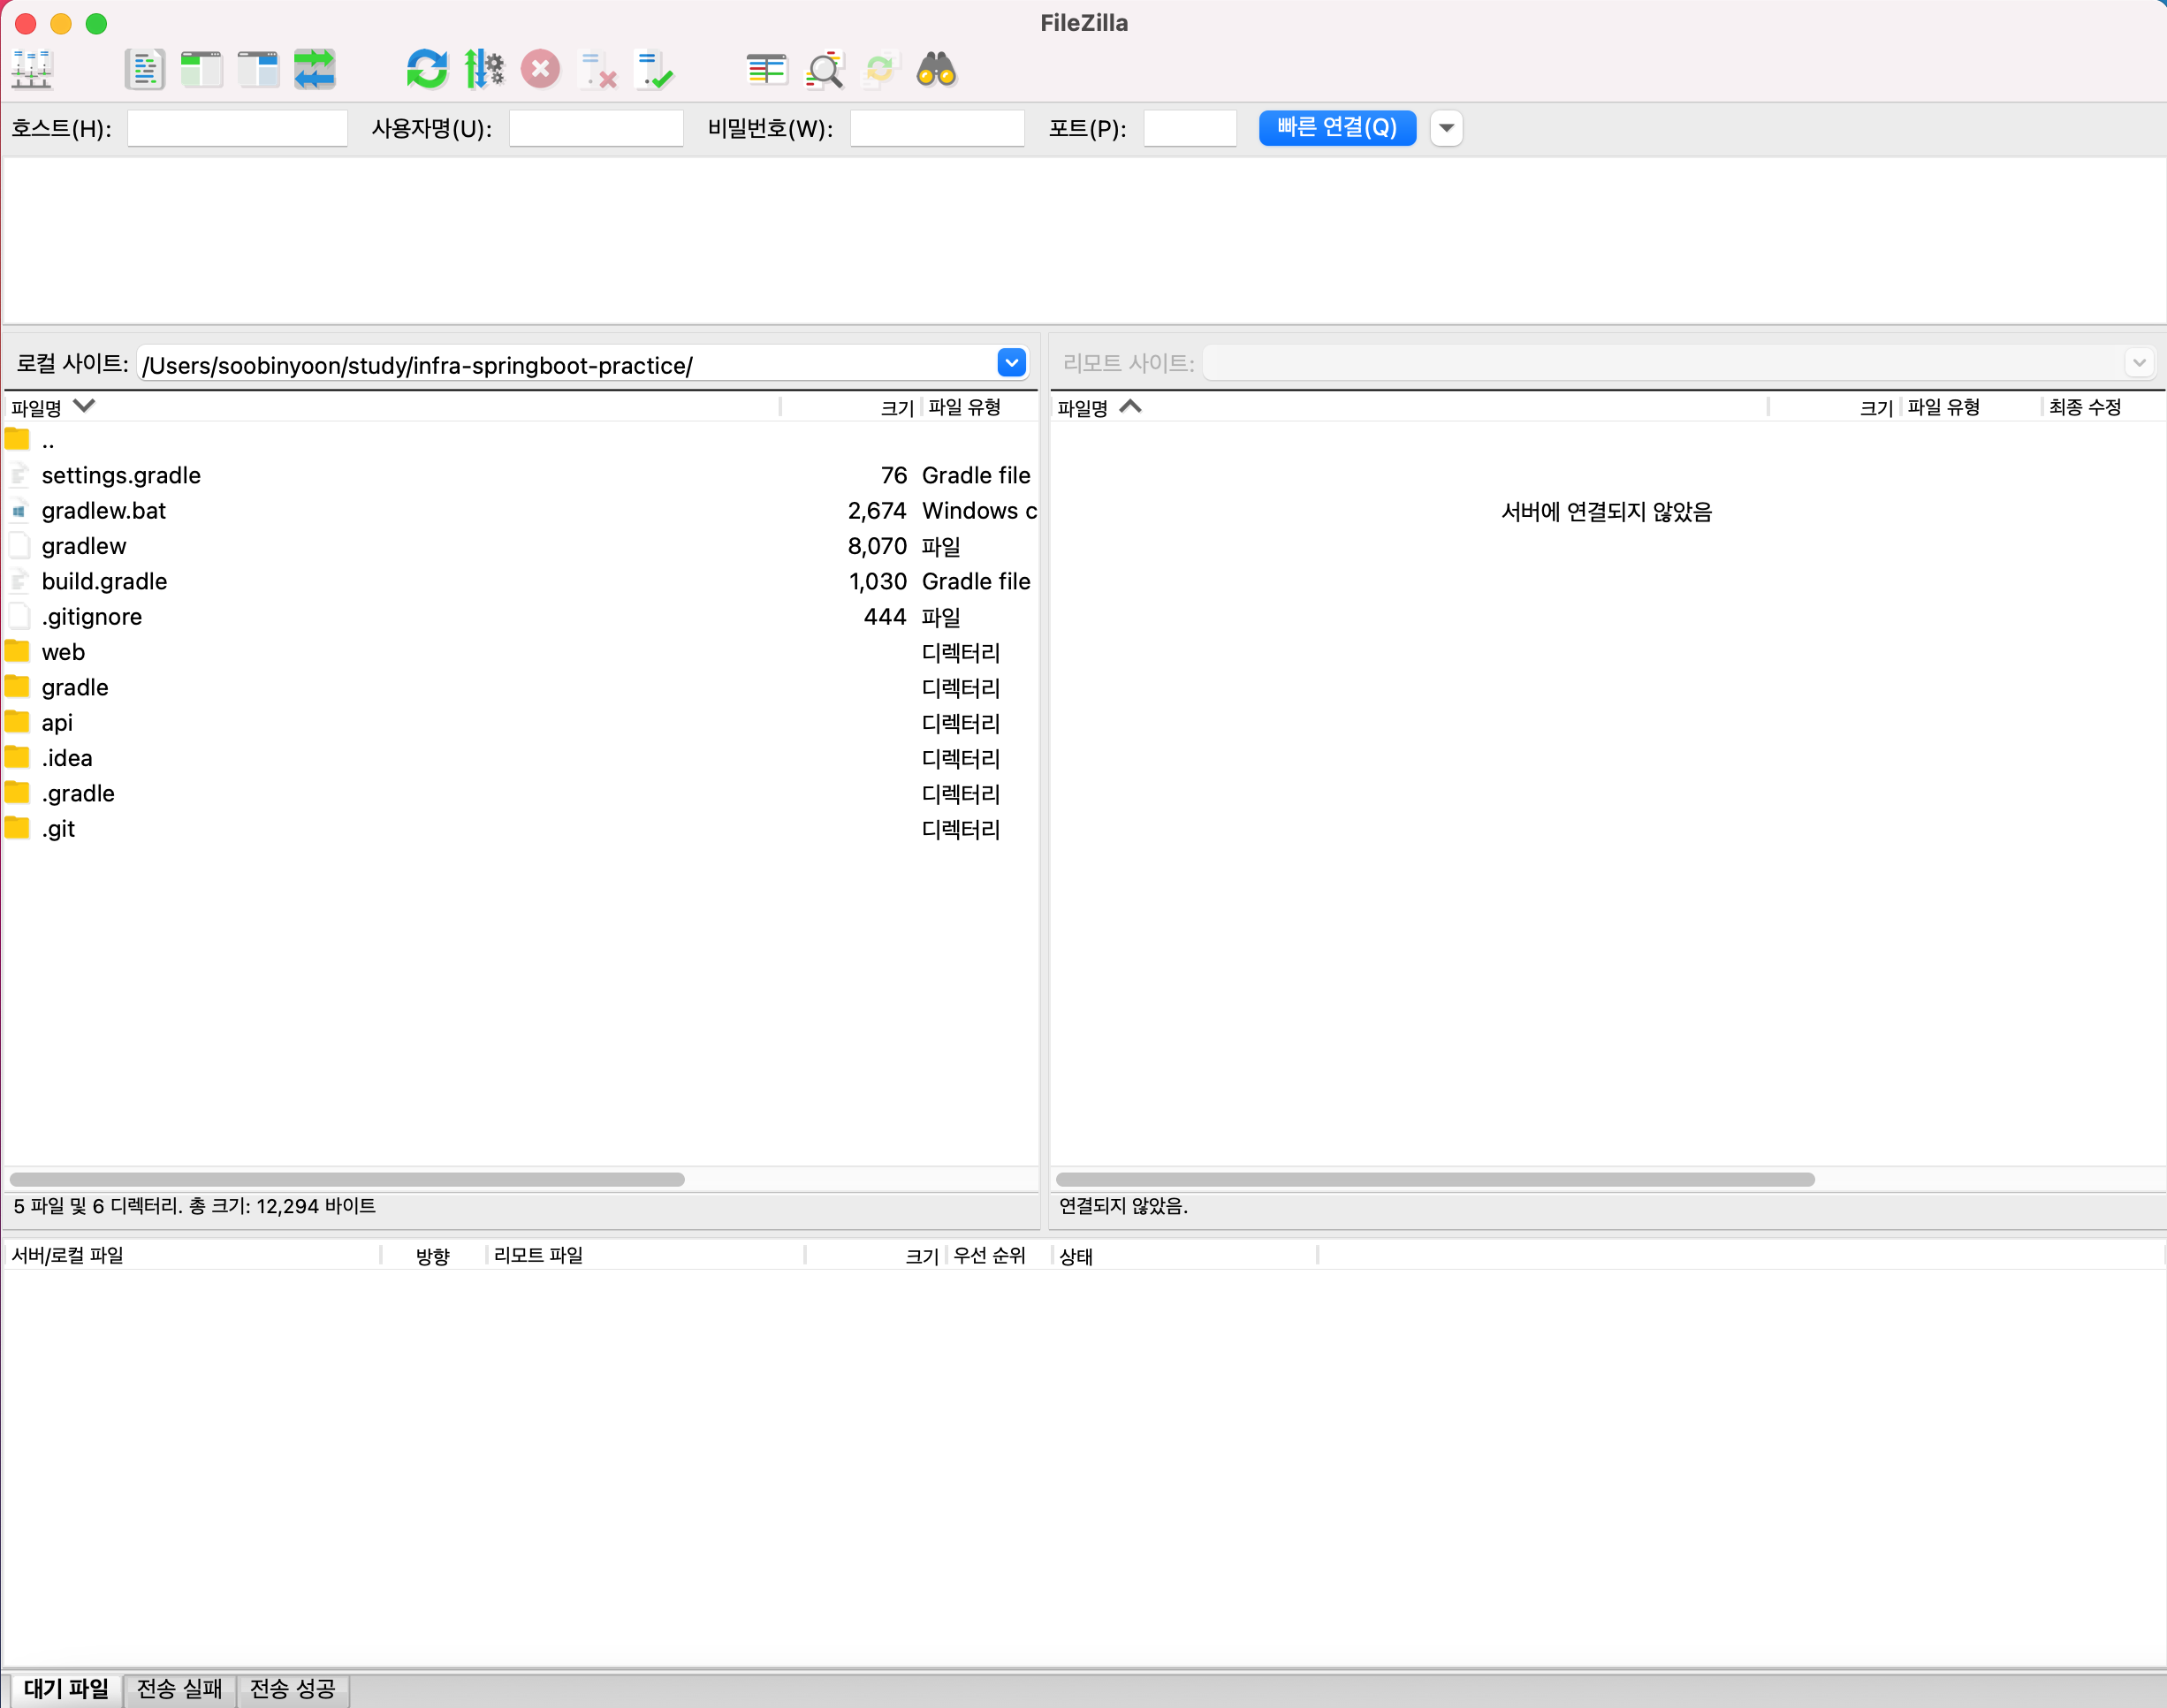 FileZilla
호스트(H): 사용자명(U): 비밀번호(W): 포트(P): 빠른 연결(Q)
로컬 사이트: /Users/soobinyoon/study/infra-springboot-practice/
파일명 크기 파일 유형
..
settings.gradle 76 Gradle file
gradlew.bat 2,674 Windows c
gradlew 8,070 파일
build.gradle 1,030 Gradle file
.gitignore 444 파일
web 디렉터리
gradle 디렉터리
api 디렉터리
.idea 디렉터리
.gradle 디렉터리
.git 디렉터리
5 파일 및 6 디렉터리. 총 크기: 12,294 바이트
리모트 사이트:
파일명 크기 파일 유형 최종 수정
서버에 연결되지 않았음
연결되지 않았음.
서버/로컬 파일 방향 리모트 파일 크기 우선 순위 상태
대기 파일 전송 실패 전송 성공